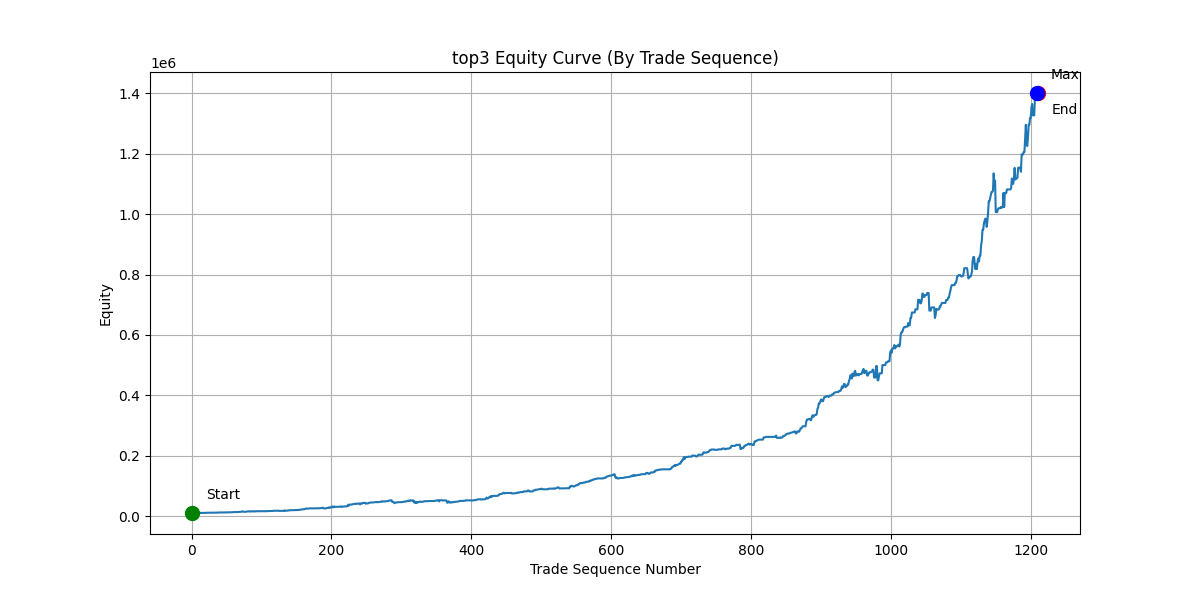 top3 Equity Curve (By Trade Sequence)
1e6
Max
1.4
End
1.2
1.0
0.8
Equity
0.6
0.4
0.2
Start
0.0
0 200 400 600 800 1000 1200
Trade Sequence Number